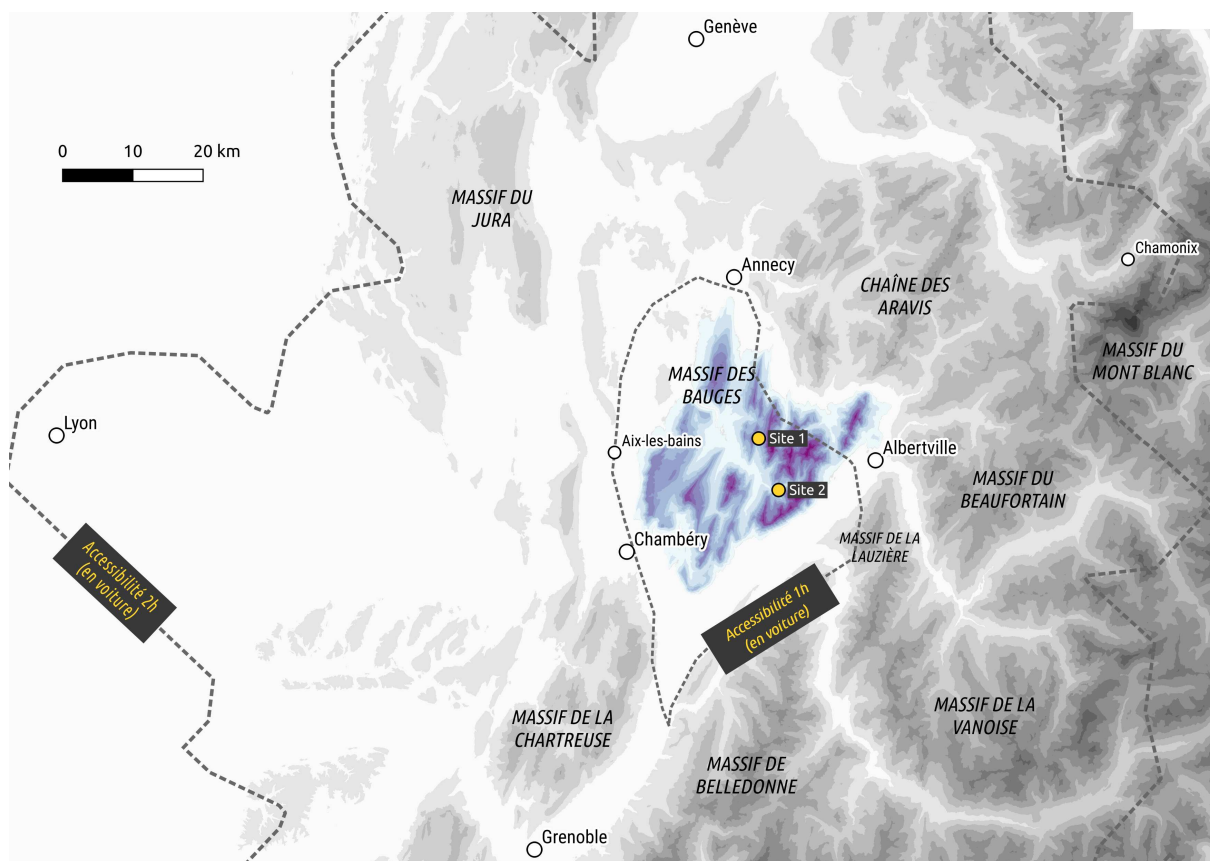 Genève
0 10 20 km
MASSIF DU
JURA
Chamonix
Annecy
CHAÎNE DES
ARAVIS
MASSIF DU
MONT BLANC
MASSIF DES
BAUGES
Lyon
Aix-les-bains
Site 1
Albertville
Site 2
MASSIF DU
BEAUFORTAIN
Chambéry
MASSIF DE LA
LAUZIÈRE
Accessibilité 2h
(en voiture)
Accessibilité 1h
(en voiture)
MASSIF DE LA
CHARTREUSE
MASSIF DE LA
VANOISE
MASSIF DE
BELLEDONNE
Grenoble